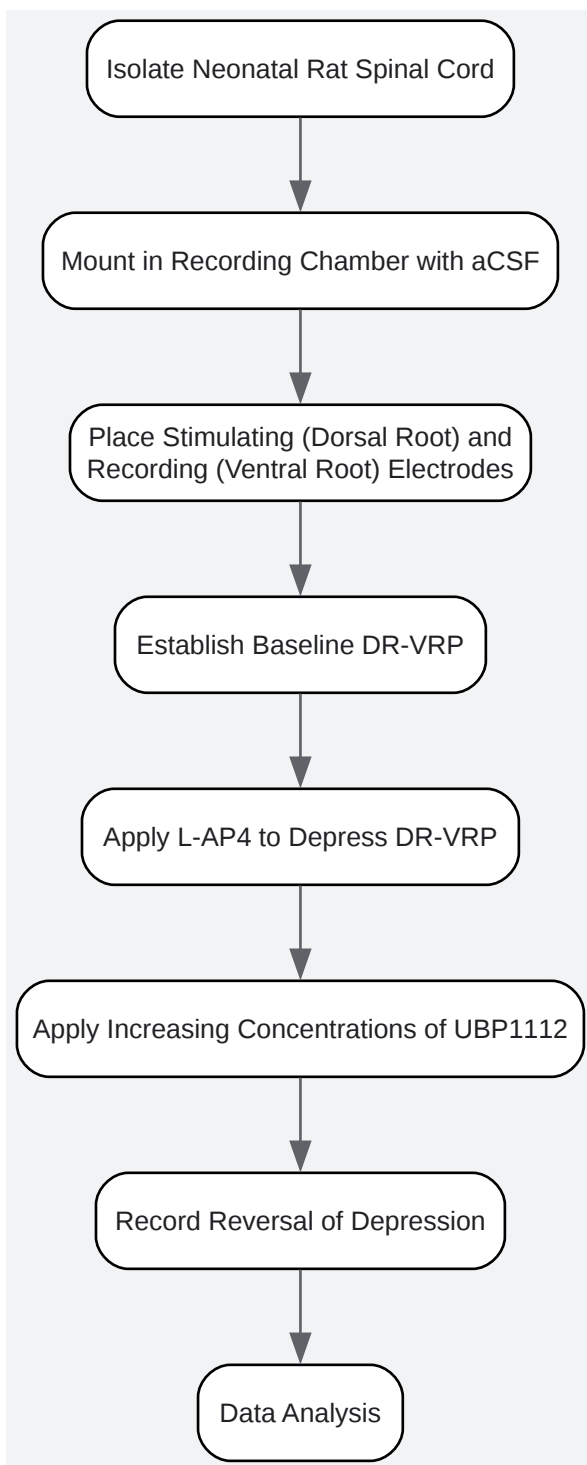 Isolate Neonatal Rat Spinal Cord
Mount in Recording Chamber with aCSF
Place Stimulating (Dorsal Root) and
Recording (Ventral Root) Electrodes
Establish Baseline DR-VRP
Apply L-AP4 to Depress DR-VRP
Apply Increasing Concentrations of UBP1112
Record Reversal of Depression
Data Analysis